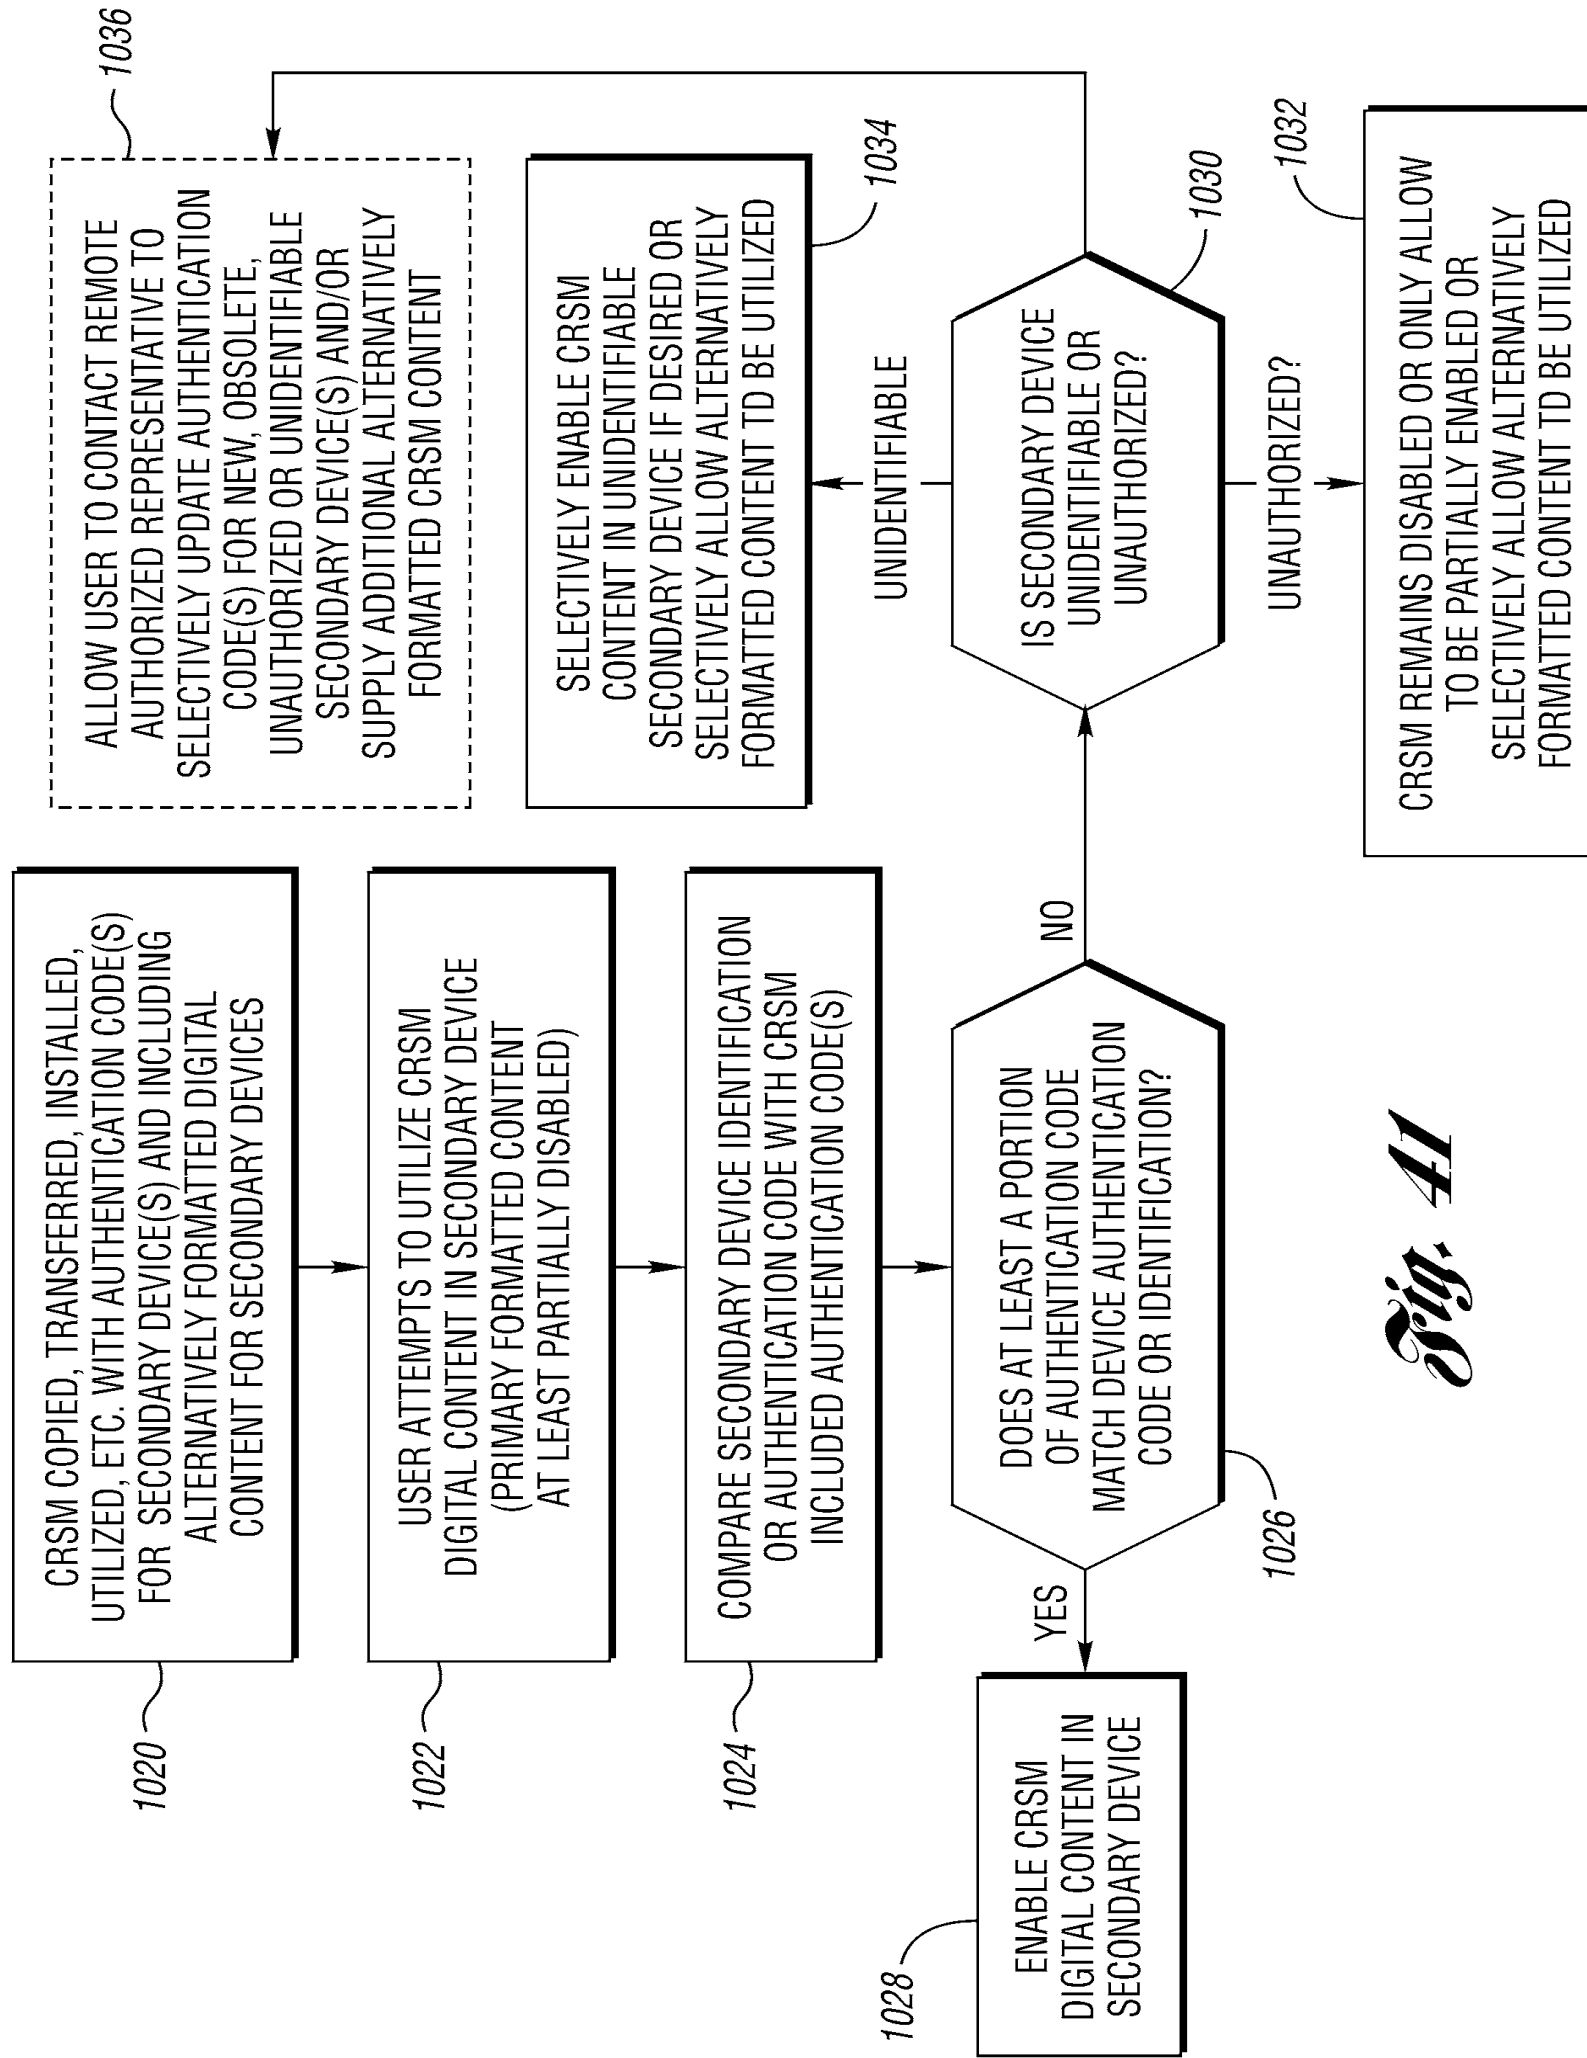 1020
CRSM COPIED, TRANSFERRED, INSTALLED,
UTILIZED, ETC. WITH AUTHENTICATION CODE(S)
FOR SECONDARY DEVICE(S) AND INCLUDING
ALTERNATIVELY FORMATTED DIGITAL
CONTENT FOR SECONDARY DEVICES
1022
USER ATTEMPTS TO UTILIZE CRSM
DIGITAL CONTENT IN SECONDARY DEVICE
(PRIMARY FORMATTED CONTENT
AT LEAST PARTIALLY DISABLED)
1024
COMPARE SECONDARY DEVICE IDENTIFICATION
OR AUTHENTICATION CODE WITH CRSM
INCLUDED AUTHENTICATION CODE(S)
DOES AT LEAST A PORTION
OF AUTHENTICATION CODE
MATCH DEVICE AUTHENTICATION
CODE OR IDENTIFICATION?
1026
YES
1028
ENABLE CRSM
DIGITAL CONTENT IN
SECONDARY DEVICE
NO
IS SECONDARY DEVICE
UNIDENTIFIABLE OR
UNAUTHORIZED?
1030
UNIDENTIFIABLE
SELECTIVELY ENABLE CRSM
CONTENT IN UNIDENTIFIABLE
SECONDARY DEVICE IF DESIRED OR
SELECTIVELY ALLOW ALTERNATIVELY
FORMATTED CONTENT TD BE UTILIZED
1034
ALLOW USER TO CONTACT REMOTE
AUTHORIZED REPRESENTATIVE TO
SELECTIVELY UPDATE AUTHENTICATION
CODE(S) FOR NEW, OBSOLETE,
UNAUTHORIZED OR UNIDENTIFIABLE
SECONDARY DEVICE(S) AND/OR
SUPPLY ADDITIONAL ALTERNATIVELY
FORMATTED CRSM CONTENT
1036
UNAUTHORIZED?
1032
CRSM REMAINS DISABLED OR ONLY ALLOW
TO BE PARTIALLY ENABLED OR
SELECTIVELY ALLOW ALTERNATIVELY
FORMATTED CONTENT TD BE UTILIZED
Fig. 41